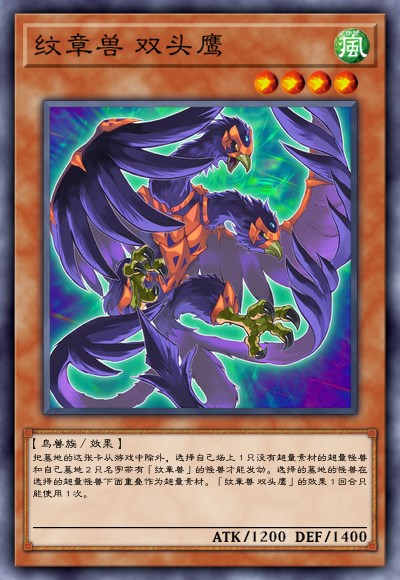 纹章兽 双头鹰
風
【鸟兽族／效果】
把墓地的这张卡从游戏中除外，选择自己场上１只没有超量素材的超量怪兽
和自己墓地２只名字带有「纹章兽」的怪兽才能发动。选择的墓地的怪兽在
选择的超量怪兽下面重叠作为超量素材。「纹章兽 双头鹰」的效果１回合只
能使用１次。
ATK/1200 DEF/1400